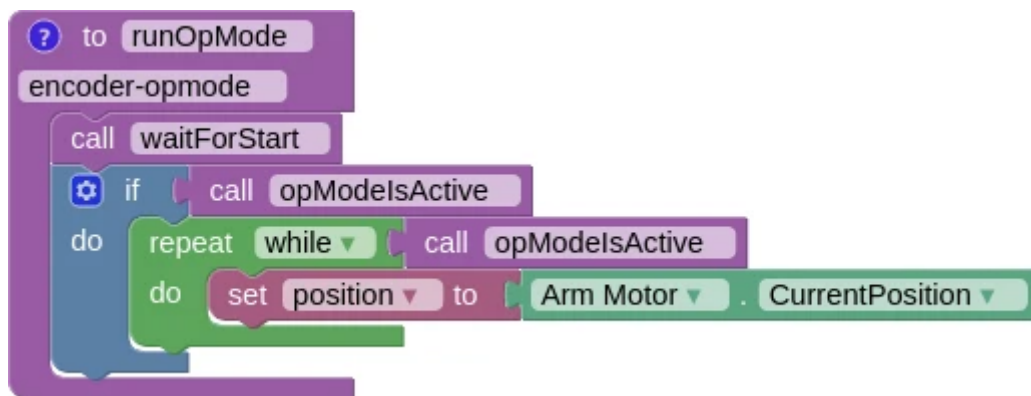 ? to runOpMode
encoder-opmode
call waitForStart
if call opModeIsActive
do repeat while ▼ call opModeIsActive
do set position ▼ to Arm Motor ▼ . CurrentPosition ▼